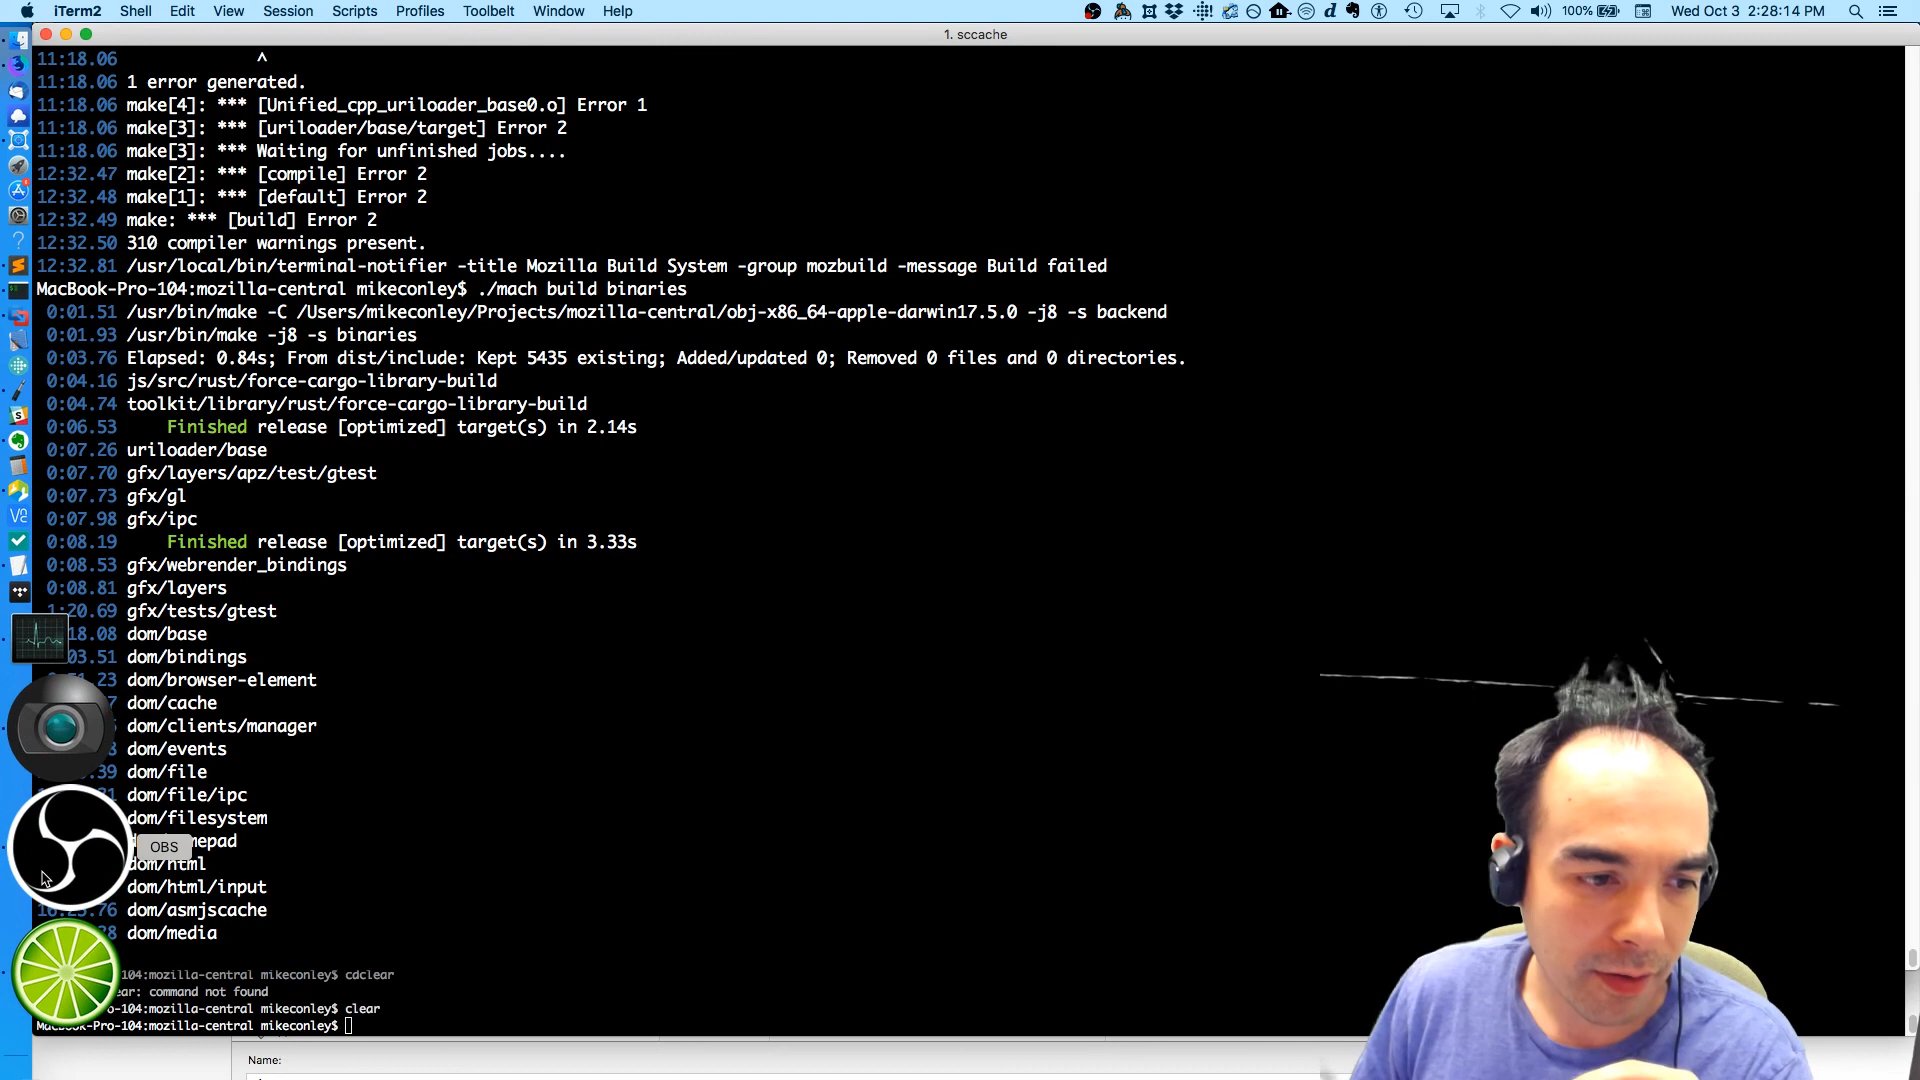 iTerm2 Shell Edit View Session Scripts Profiles Toolbelt Window Help 100% Wed Oct 3 2:28:14 PM
1. sccache
11:18.06 ^
11:18.06 1 error generated.
11:18.06 make[4]: *** [Unified_cpp_uriloader_base0.o] Error 1
11:18.06 make[3]: *** [uriloader/base/target] Error 2
11:18.06 make[3]: *** Waiting for unfinished jobs....
12:32.47 make[2]: *** [compile] Error 2
12:32.48 make[1]: *** [default] Error 2
12:32.49 make: *** [build] Error 2
12:32.50 310 compiler warnings present.
12:32.81 /usr/local/bin/terminal-notifier -title Mozilla Build System -group mozbuild -message Build failed
MacBook-Pro-104:mozilla-central mikeconley$ ./mach build binaries
0:01.51 /usr/bin/make -C /Users/mikeconley/Projects/mozilla-central/obj-x86_64-apple-darwin17.5.0 -j8 -s backend
0:01.93 /usr/bin/make -j8 -s binaries
0:03.76 Elapsed: 0.84s; From dist/include: Kept 5435 existing; Added/updated 0; Removed 0 files and 0 directories.
0:04.16 js/src/rust/force-cargo-library-build
0:04.74 toolkit/library/rust/force-cargo-library-build
0:06.53 Finished release [optimized] target(s) in 2.14s
0:07.26 uriloader/base
0:07.70 gfx/layers/apz/test/gtest
0:07.73 gfx/gl
0:07.98 gfx/ipc
0:08.19 Finished release [optimized] target(s) in 3.33s
0:08.53 gfx/webrender_bindings
0:08.81 gfx/layers
1:20.69 gfx/tests/gtest
18.08 dom/base
03.51 dom/bindings
51.23 dom/browser-element
dom/cache
dom/clients/manager
dom/events
39 dom/file
dom/file/ipc
dom/filesystem
mepad
OBS
dom/html
dom/html/input
dom/asmjscache
dom/media
104:mozilla-central mikeconley$ cdclear
ear: command not found
104:mozilla-central mikeconley$ clear
MacBook-Pro-104:mozilla-central mikeconley$
Name: